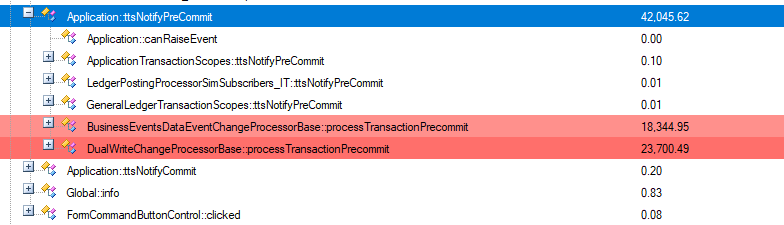 Application::ttsNotifyPreCommit 42,045.62
Application::canRaiseEvent 0.00
ApplicationTransactionScopes::ttsNotifyPreCommit 0.10
LedgerPostingProcessorSimSubscribers_IT::ttsNotifyPreCommit 0.01
GeneralLedgerTransactionScopes::ttsNotifyPreCommit 0.01
BusinessEventsDataEventChangeProcessorBase::processTransactionPrecommit 18,344.95
DualWriteChangeProcessorBase::processTransactionPrecommit 23,700.49
Application::ttsNotifyCommit 0.20
Global::info 0.83
FormCommandButtonControl::clicked 0.08